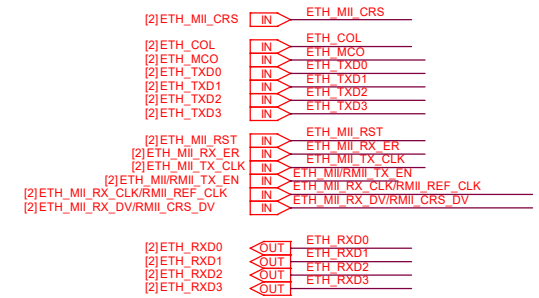 [2]ETH_MII_CRS IN ETH_MII_CRS
[2]ETH_COL IN ETH_COL
[2]ETH_MCO IN ETH_MCO
[2]ETH_TXD0 IN ETH_TXD0
[2]ETH_TXD1 IN ETH_TXD1
[2]ETH_TXD2 IN ETH_TXD2
[2]ETH_TXD3 IN ETH_TXD3
[2]ETH_MII_RST IN ETH_MII_RST
[2]ETH_MII_RX_ER IN ETH_MII_RX_ER
[2]ETH_MII_TX_CLK IN ETH_MII_TX_CLK
[2]ETH_MII/RMII_TX_EN IN ETH_MII/RMII_TX_EN
[2]ETH_MII_RX_CLK/RMII_REF_CLK IN ETH_MII_RX_CLK/RMII_REF_CLK
[2]ETH_MII_RX_DV/RMII_CRS_DV IN ETH_MII_RX_DV/RMII_CRS_DV
[2]ETH_RXD0 OUT ETH_RXD0
[2]ETH_RXD1 OUT ETH_RXD1
[2]ETH_RXD2 OUT ETH_RXD2
[2]ETH_RXD3 OUT ETH_RXD3